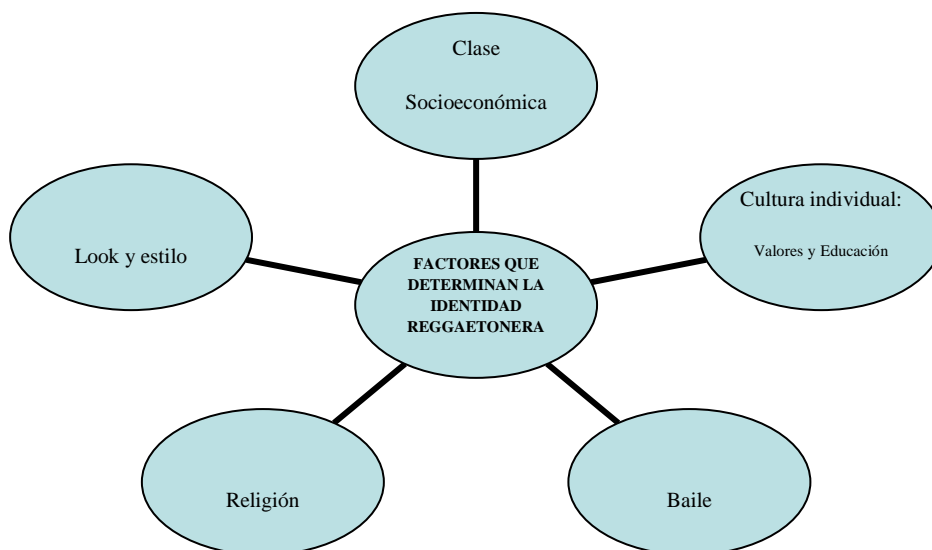 Clase
Socioeconómica
Cultura individual:
Valores y Educación
Look y estilo
FACTORES QUE
DETERMINAN LA
IDENTIDAD
REGGAETONERA
Religión
Baile